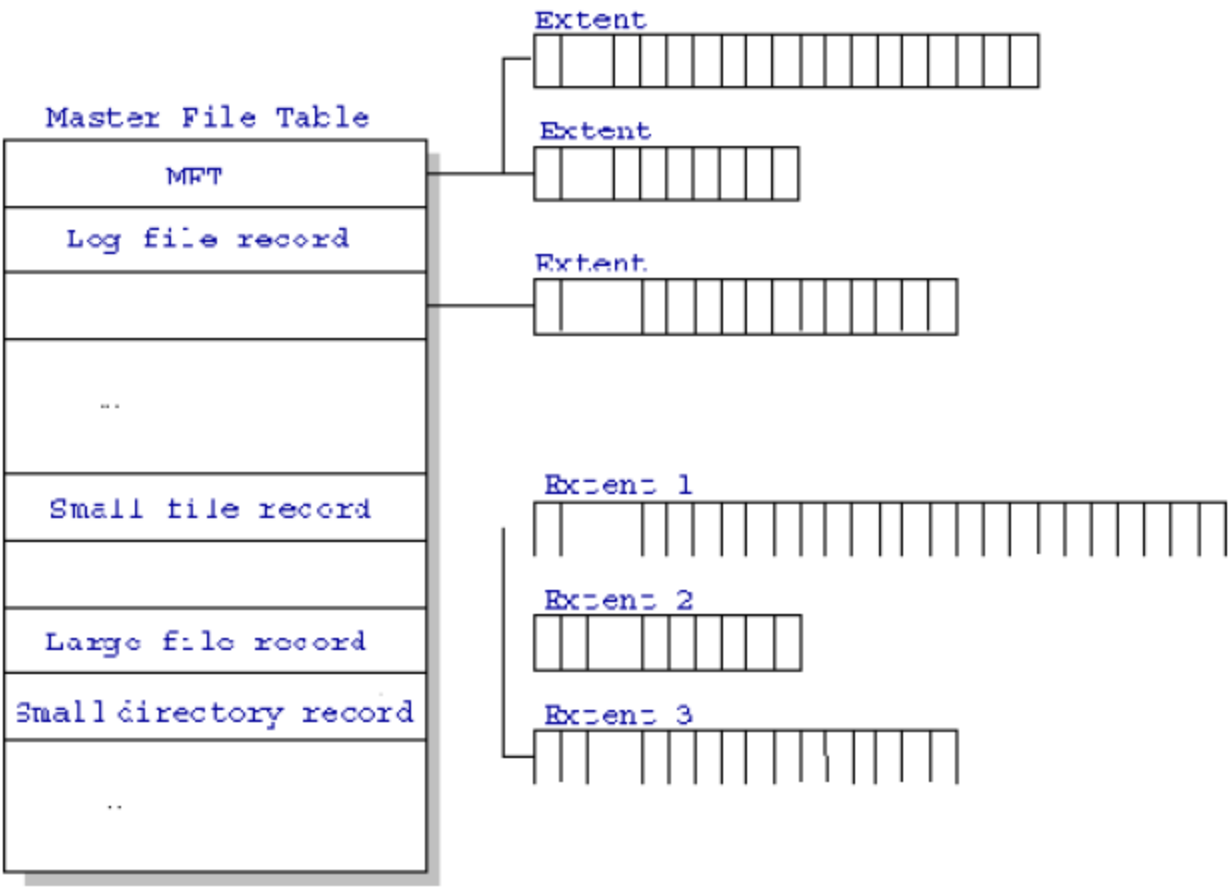 Extent
Master File Table
Extent
MFT
Log file record
Extent
...
Small file record
Extent 1
Extent 2
Large file record
Small directory record
Extent 3
..